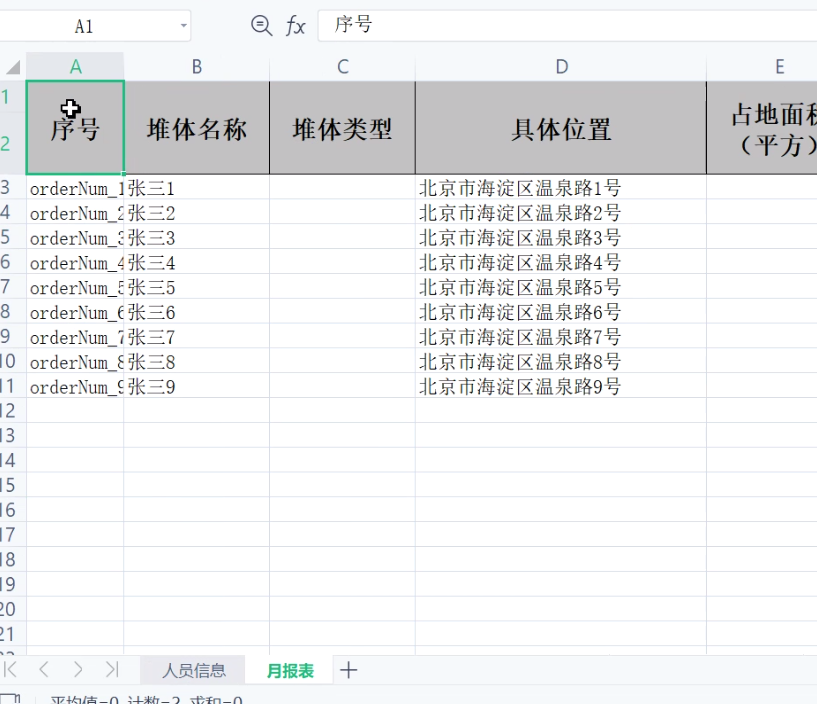 A1 fx 序号
A B C D E
1
2
序号 堆体名称 堆体类型 具体位置 占地面积
（平方）
3 orderNum_1 张三1 北京市海淀区温泉路1号
4 orderNum_2 张三2 北京市海淀区温泉路2号
5 orderNum_3 张三3 北京市海淀区温泉路3号
6 orderNum_4 张三4 北京市海淀区温泉路4号
7 orderNum_5 张三5 北京市海淀区温泉路5号
8 orderNum_6 张三6 北京市海淀区温泉路6号
9 orderNum_7 张三7 北京市海淀区温泉路7号
10 orderNum_8 张三8 北京市海淀区温泉路8号
11 orderNum_9 张三9 北京市海淀区温泉路9号
12
13
14
15
16
17
18
19
20
21
人员信息 月报表
平均值=0 计数=2 求和=0